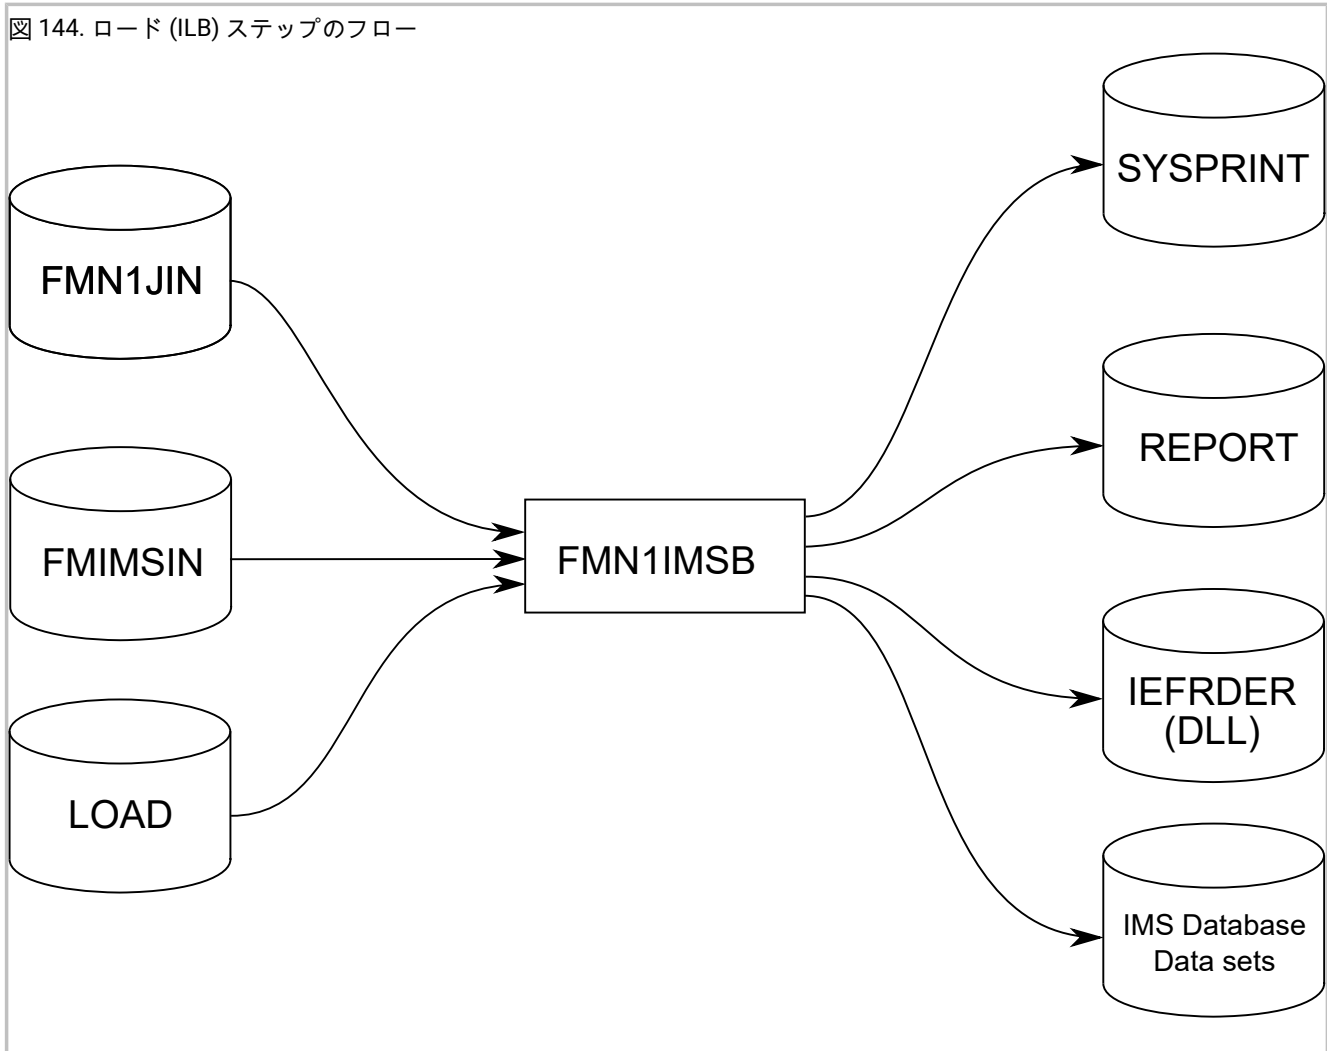 図 144. ロード (ILB) ステップのフロー
FMN1JIN
FMIMSIN
LOAD
FMN1IMSB
SYSPRINT
REPORT
IEFRDER
(DLL)
IMS Database
Data sets